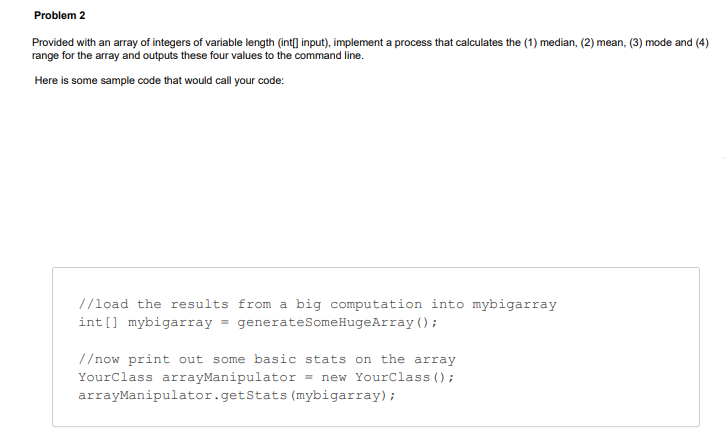 Problem 2
Provided with an array of integers of variable length (int[] input), implement a process that calculates the (1) median, (2) mean, (3) mode and (4)
range for the array and outputs these four values to the command line.
Here is some sample code that would call your code:
//load the results from a big computation into mybigarray
int[] mybigarray = generateSomeHugeArray();
//now print out some basic stats on the array
YourClass arrayManipulator = new YourClass();
arrayManipulator.getStats(mybigarray);